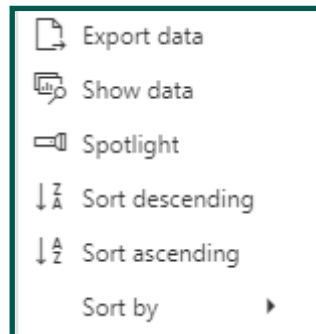 Export data
Show data
Spotlight
Sort descending
Sort ascending
Sort by